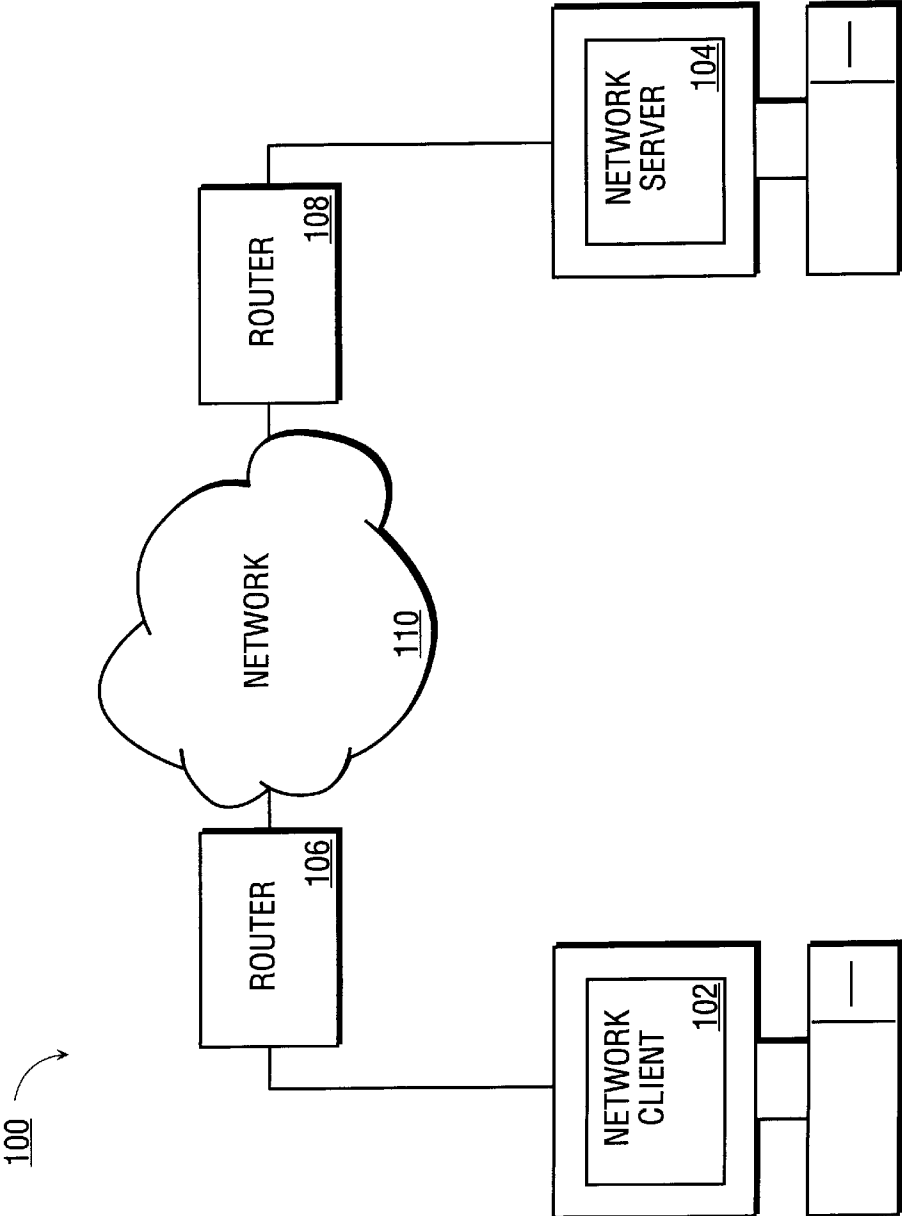 100
ROUTER
106
NETWORK
110
ROUTER
108
NETWORK
CLIENT
102
NETWORK
SERVER
104